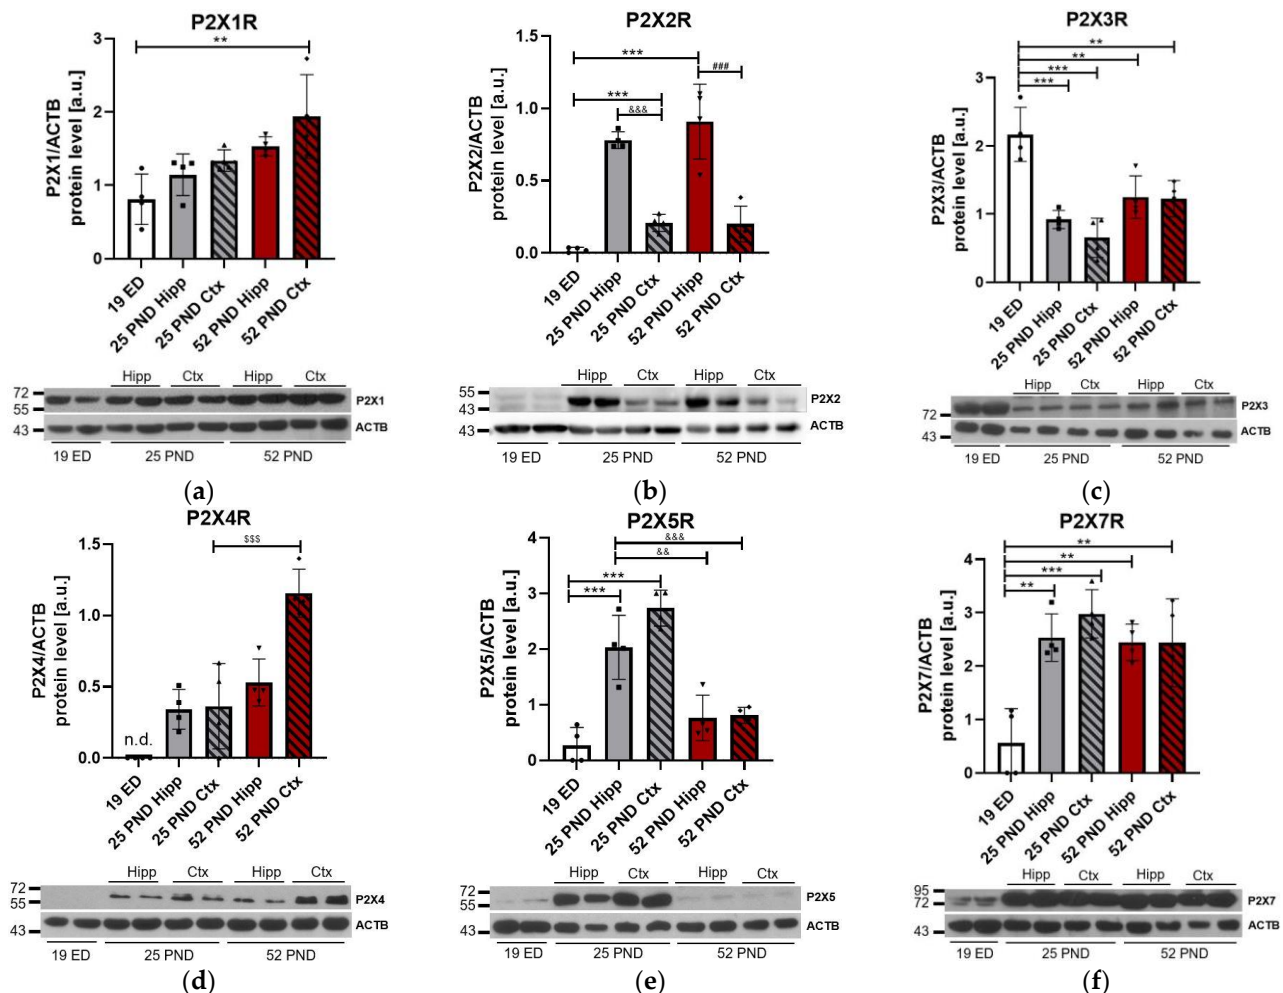 P2X1R
P2X1/ACTB
protein level [a.u.]
3
2
1
0
**
19 ED
25 PND Hipp
25 PND Ctx
52 PND Hipp
52 PND Ctx
Hipp Ctx Hipp Ctx
72
55
P2X1
43
ACTB
19 ED 25 PND 52 PND
(a)
P2X2R
P2X2/ACTB
protein level [a.u.]
1.5
1.0
0.5
0.0
***
###
***
&&&
19 ED
25 PND Hipp
25 PND Ctx
52 PND Hipp
52 PND Ctx
Hipp Ctx Hipp Ctx
55
43
P2X2
43
ACTB
19 ED 25 PND 52 PND
(b)
P2X3R
P2X3/ACTB
protein level [a.u.]
3
2
1
0
**
**
***
***
19 ED
25 PND Hipp
25 PND Ctx
52 PND Hipp
52 PND Ctx
Hipp Ctx Hipp Ctx
72
P2X3
43
ACTB
19 ED 25 PND 52 PND
(c)
P2X4R
P2X4/ACTB
protein level [a.u.]
1.5
1.0
0.5
0.0
$$$
n.d.
19 ED
25 PND Hipp
25 PND Ctx
52 PND Hipp
52 PND Ctx
Hipp Ctx Hipp Ctx
72
55
P2X4
43
ACTB
19 ED 25 PND 52 PND
(d)
P2X5R
P2X5/ACTB
protein level [a.u.]
4
3
2
1
0
&&&
&&
***
***
19 ED
25 PND Hipp
25 PND Ctx
52 PND Hipp
52 PND Ctx
Hipp Ctx Hipp Ctx
72
55
P2X5
43
ACTB
19 ED 25 PND 52 PND
(e)
P2X7R
P2X7/ACTB
protein level [a.u.]
4
3
2
1
0
**
**
***
**
19 ED
25 PND Hipp
25 PND Ctx
52 PND Hipp
52 PND Ctx
Hipp Ctx Hipp Ctx
95
72
P2X7
43
ACTB
19 ED 25 PND 52 PND
(f)